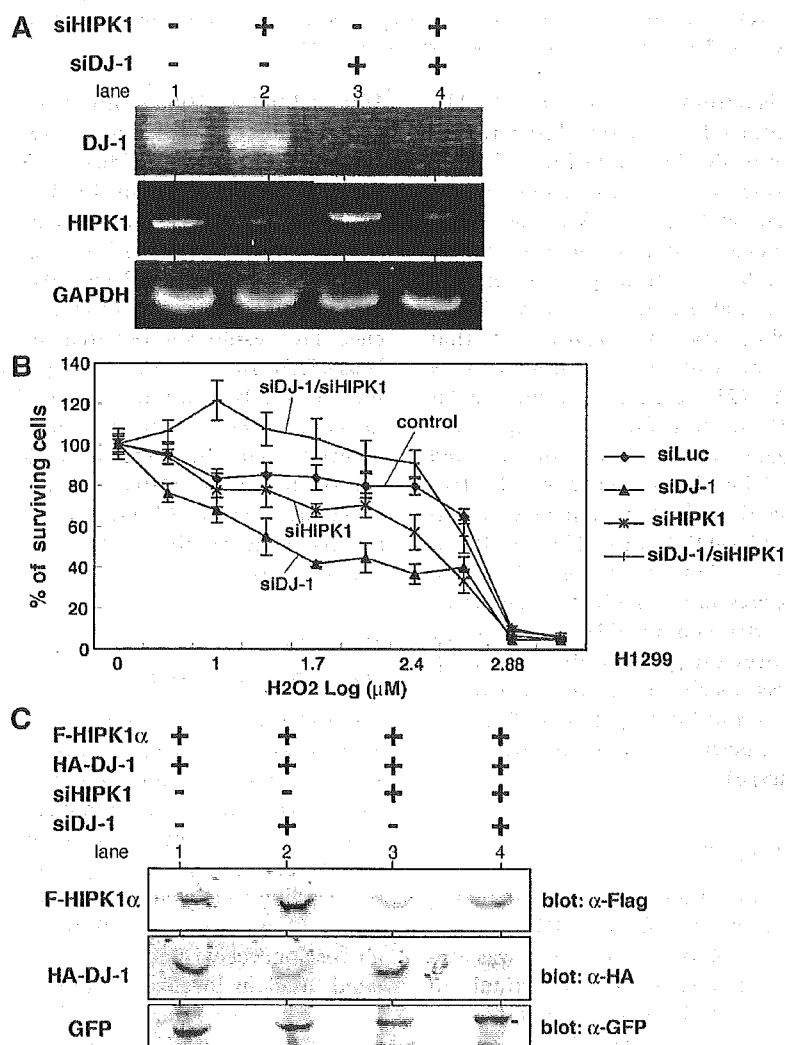 A
siHIPK1 - + - +
siDJ-1 - - + +
lane 1 2 3 4
DJ-1
HIPK1
GAPDH
B
140
120
100
80
60
40
20
0
% of surviving cells
siDJ-1/siHIPK1
control
siHIPK1
siDJ-1
0 1 1.7 2.4 2.88
H2O2 Log (μM)
siLuc
siDJ-1
siHIPK1
siDJ-1/siHIPK1
H1299
C
F-HIPK1α + + + +
HA-DJ-1 + + + +
siHIPK1 - - + +
siDJ-1 - + - +
lane 1 2 3 4
F-HIPK1α blot: α-Flag
HA-DJ-1 blot: α-HA
GFP blot: α-GFP